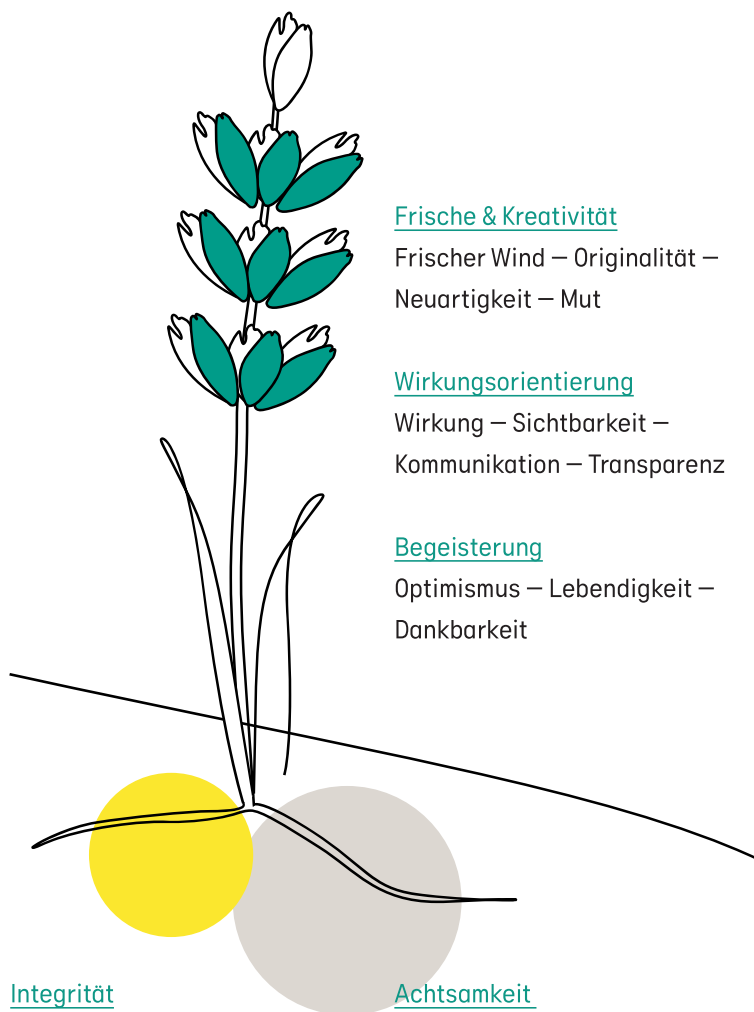 Frische & Kreativität
Frischer Wind — Originalität —
Neuartigkeit — Mut
Wirkungsorientierung
Wirkung — Sichtbarkeit —
Kommunikation — Transparenz
Begeisterung
Optimismus — Lebendigkeit —
Dankbarkeit
Integrität
Achtsamkeit